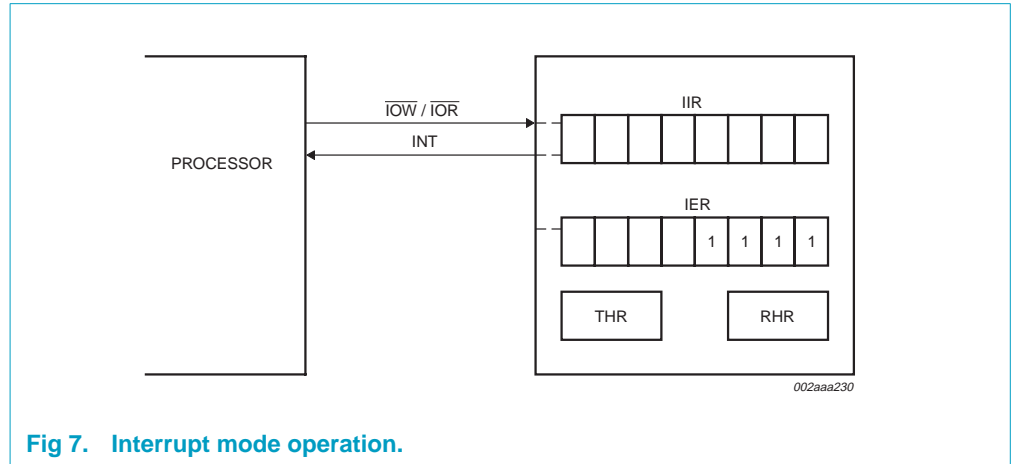 IOW / IOR
INT
PROCESSOR
IIR
IER
1 1 1 1
THR
RHR
002aaa230
Fig 7. Interrupt mode operation.